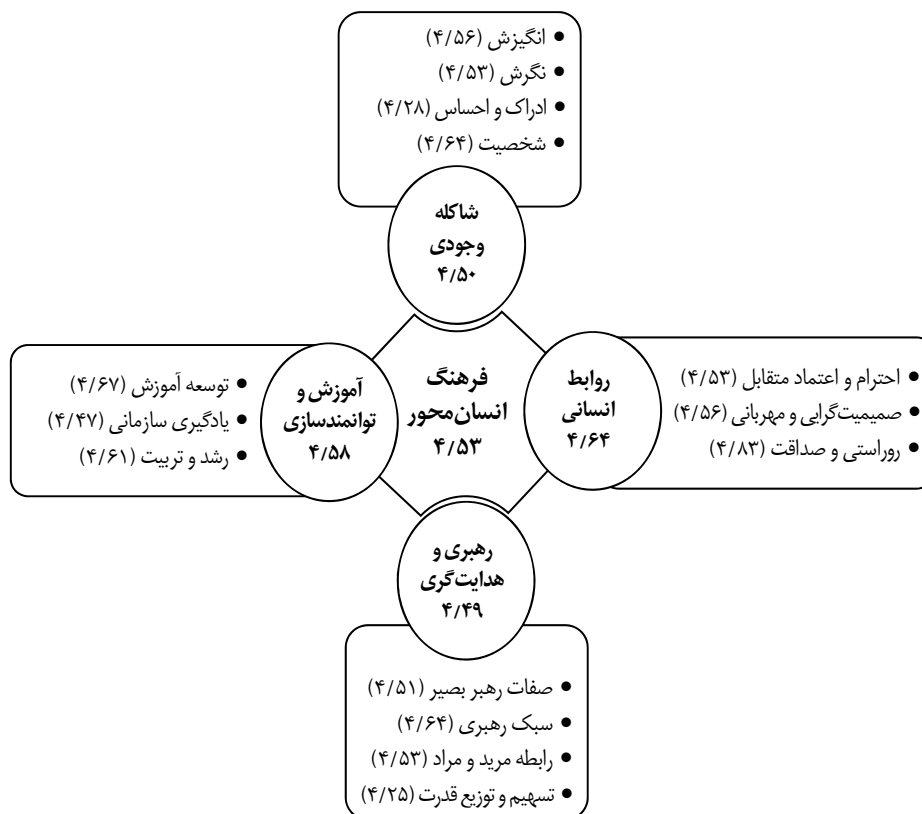 • انگیزش (۴/۵۶)
• نگرش (۴/۵۳)
• ادراک و احساس (۴/۲۸)
• شخصیت (۴/۶۴)
شاکله
وجودی
۴/۵۰
روابط
انسانی
۴/۶۴
• احترام و اعتماد متقابل (۴/۵۳)
• صمیمیت‌گرایی و مهربانی (۴/۵۶)
• روراستی و صداقت (۴/۸۳)
فرهنگ
انسان‌محور
۴/۵۳
آموزش و
توانمندسازی
۴/۵۸
• توسعه آموزش (۴/۶۷)
• یادگیری سازمانی (۴/۴۷)
• رشد و تربیت (۴/۶۱)
رهبری و
هدایت‌گری
۴/۴۹
• صفات رهبر بصیر (۴/۵۱)
• سبک رهبری (۴/۶۴)
• رابطه مرید و مراد (۴/۵۳)
• تسهیم و توزیع قدرت (۴/۲۵)